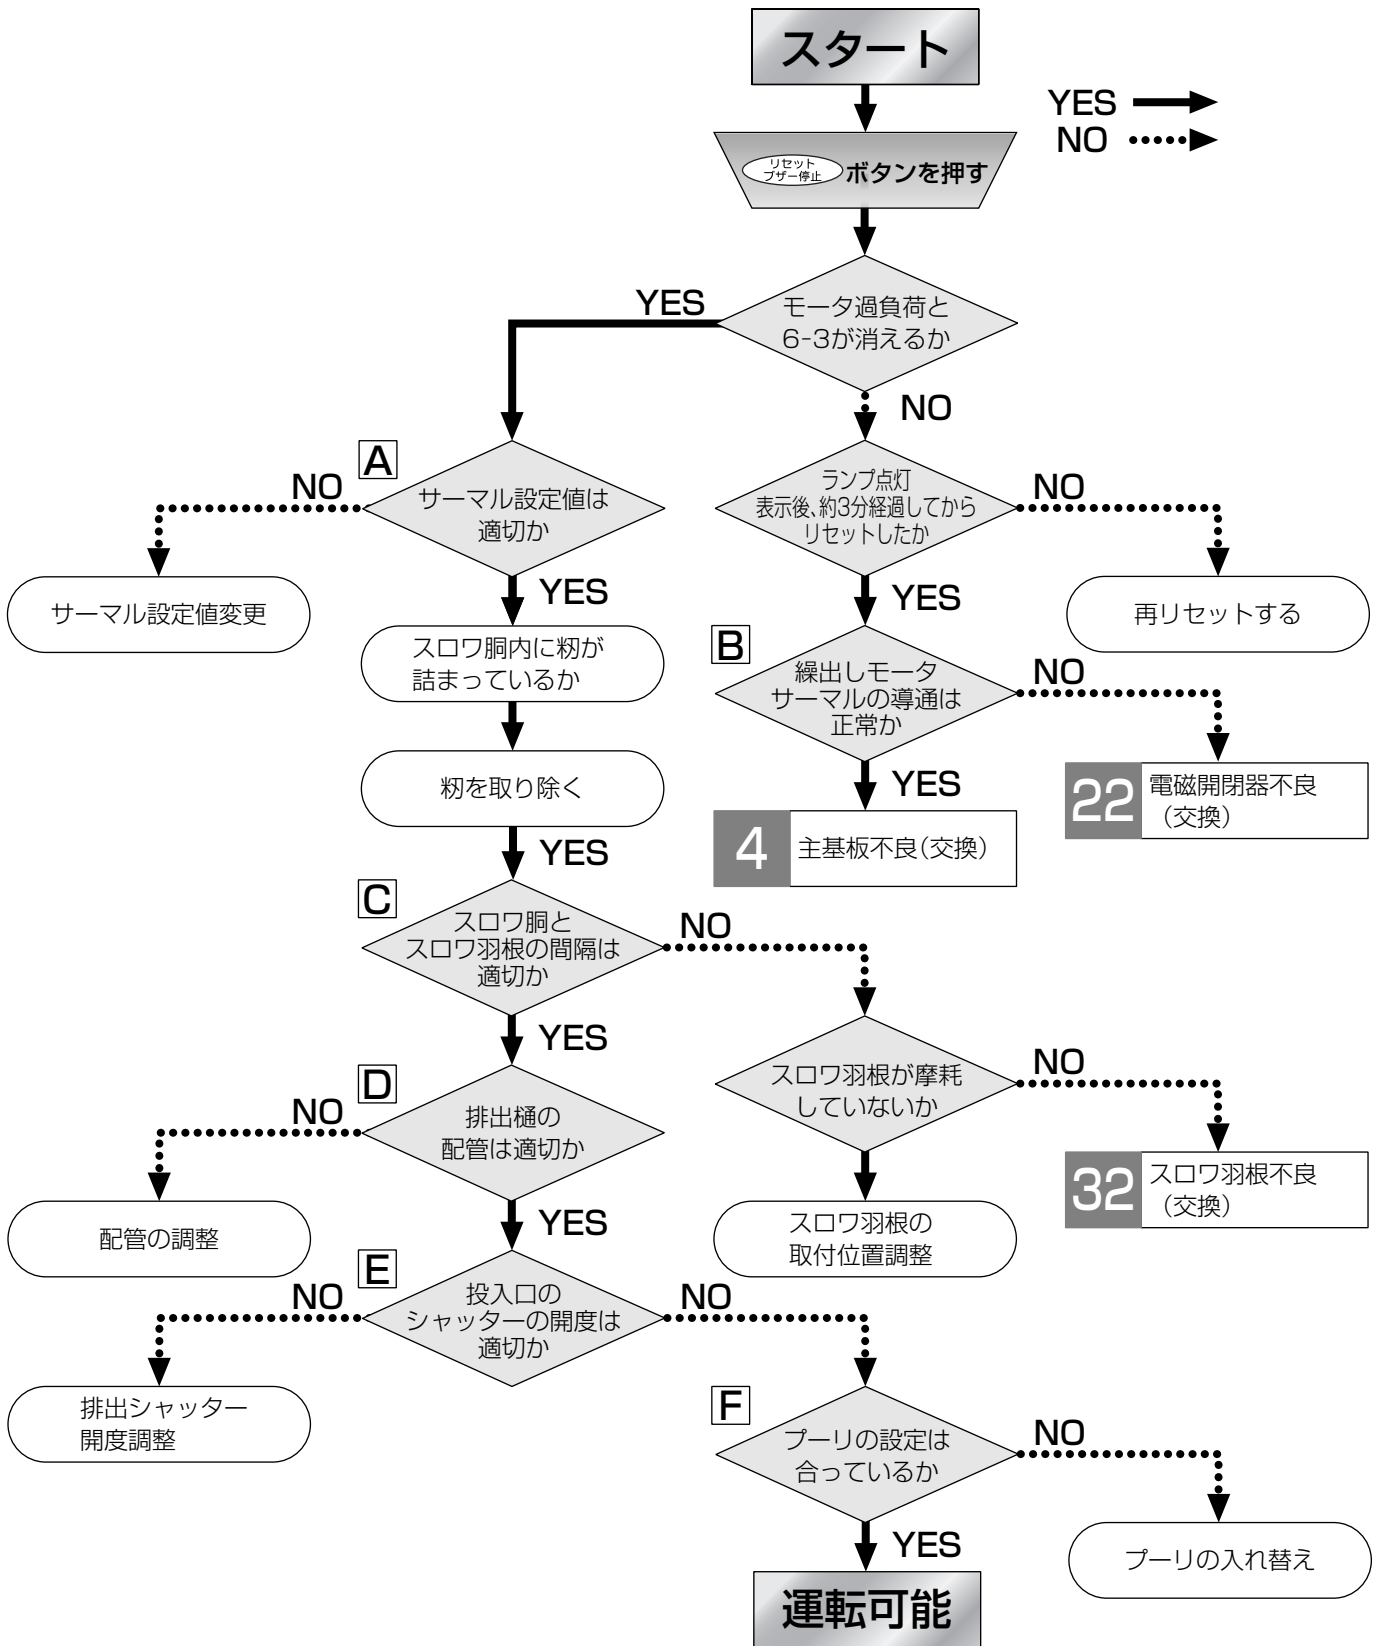 スタート
YES
NO
リセット
ブザー停止
ボタンを押す
モータ過負荷と
6-3が消えるか
YES
NO
A
サーマル設定値は
適切か
NO
YES
サーマル設定値変更
ランプ点灯
表示後、約3分経過してから
リセットしたか
NO
YES
再リセットする
スロワ胴内に籾が
詰まっているか
B
繰出しモータ
サーマルの導通は
正常か
NO
YES
22
電磁開閉器不良
（交換）
籾を取り除く
YES
4
主基板不良（交換）
C
スロワ胴と
スロワ羽根の間隔は
適切か
NO
YES
スロワ羽根が摩耗
していないか
NO
32
スロワ羽根不良
（交換）
スロワ羽根の
取付位置調整
D
排出樋の
配管は適切か
NO
YES
配管の調整
E
投入口の
シャッターの開度は
適切か
NO
NO
排出シャッター
開度調整
F
プーリの設定は
合っているか
NO
YES
プーリの入れ替え
運転可能